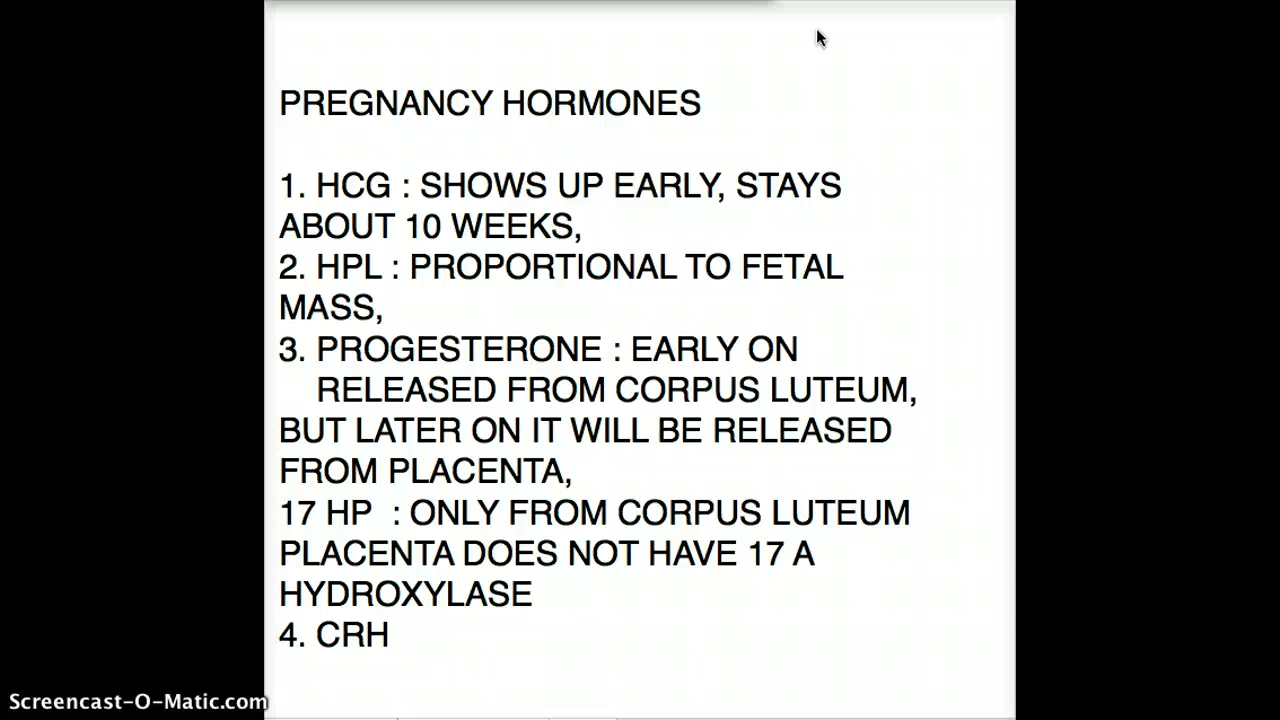 PREGNANCY HORMONES
1. HCG : SHOWS UP EARLY, STAYS
ABOUT 10 WEEKS,
2. HPL : PROPORTIONAL TO FETAL
MASS,
3. PROGESTERONE : EARLY ON
RELEASED FROM CORPUS LUTEUM,
BUT LATER ON IT WILL BE RELEASED
FROM PLACENTA,
17 HP  : ONLY FROM CORPUS LUTEUM
PLACENTA DOES NOT HAVE 17 A
HYDROXYLASE
4. CRH
Screencast-O-Matic.com